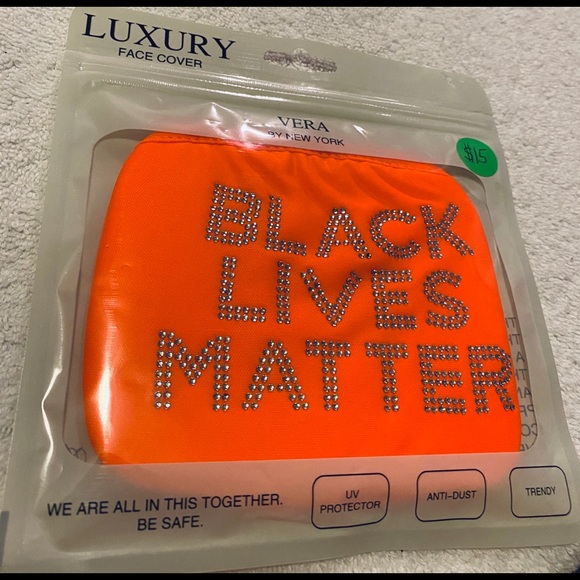 LUXURY
FACE COVER
VERA
BY NEW YORK
$15
BLACK
LIVES
MATTER
WE ARE ALL IN THIS TOGETHER.
BE SAFE.
UV
PROTECTOR
ANTI-DUST
TRENDY